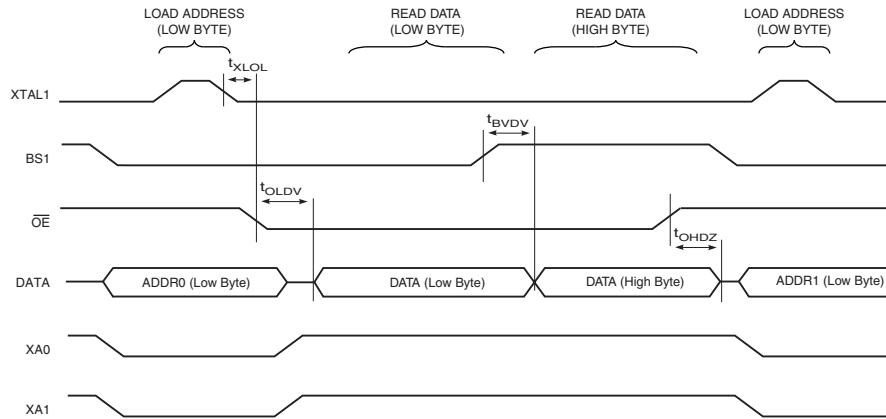 LOAD ADDRESS
(LOW BYTE)
READ DATA
(LOW BYTE)
READ DATA
(HIGH BYTE)
LOAD ADDRESS
(LOW BYTE)
tXLOL
XTAL1
tBVDV
BS1
tOLDV
OE
tOHDZ
DATA
ADDR0 (Low Byte)
DATA (Low Byte)
DATA (High Byte)
ADDR1 (Low Byte)
XA0
XA1